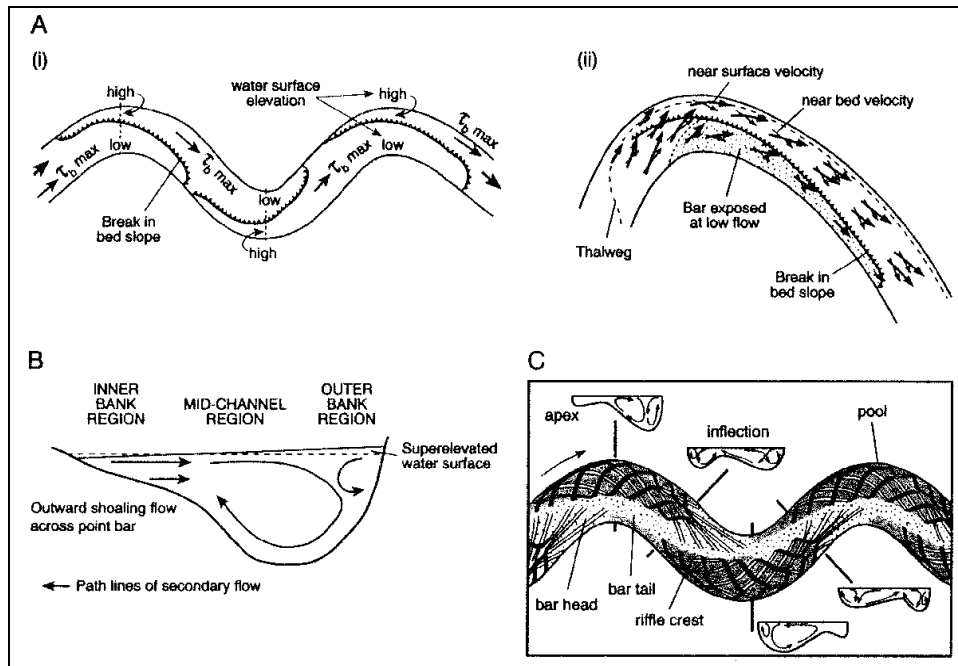 A
(i)
high
water surface
elevation
high
τb max
τb max
low
τb max
Break in
bed slope
low
high
τb max
low
τb max
(ii)
near surface velocity
near bed velocity
Bar exposed
at low flow
Thalweg
Break in
bed slope
B
INNER
BANK
REGION
MID-CHANNEL
REGION
OUTER
BANK
REGION
Superelevated
water surface
Outward shoaling flow
across point bar
Path lines of secondary flow
C
apex
inflection
pool
bar head
bar tail
riffle crest